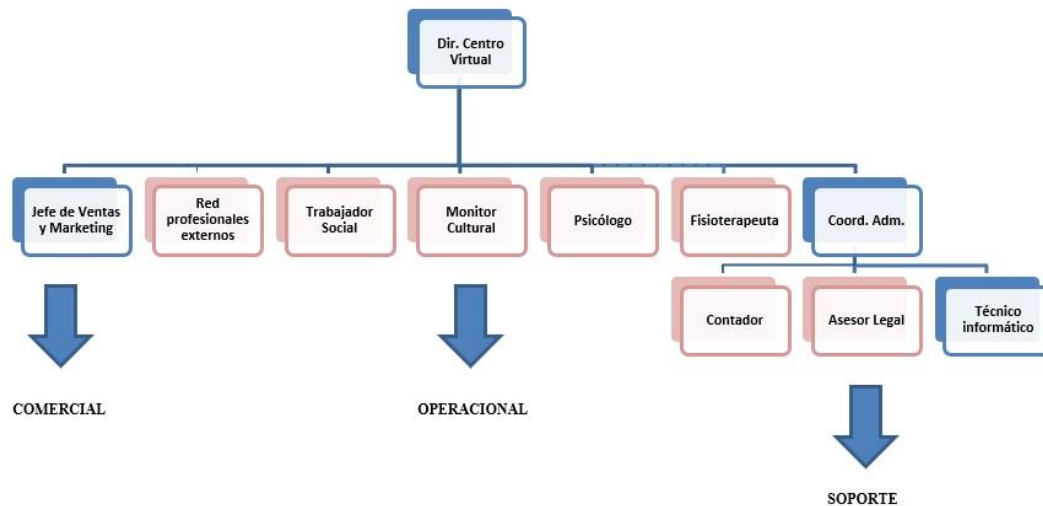 Dir. Centro
Virtual
Jefe de Ventas
y Marketing
Red
profesionales
externos
Trabajador
Social
Monitor
Cultural
Psicólogo
Fisioterapeuta
Coord. Adm.
Contador
Asesor Legal
Técnico
informático
COMERCIAL
OPERACIONAL
SOPORTE